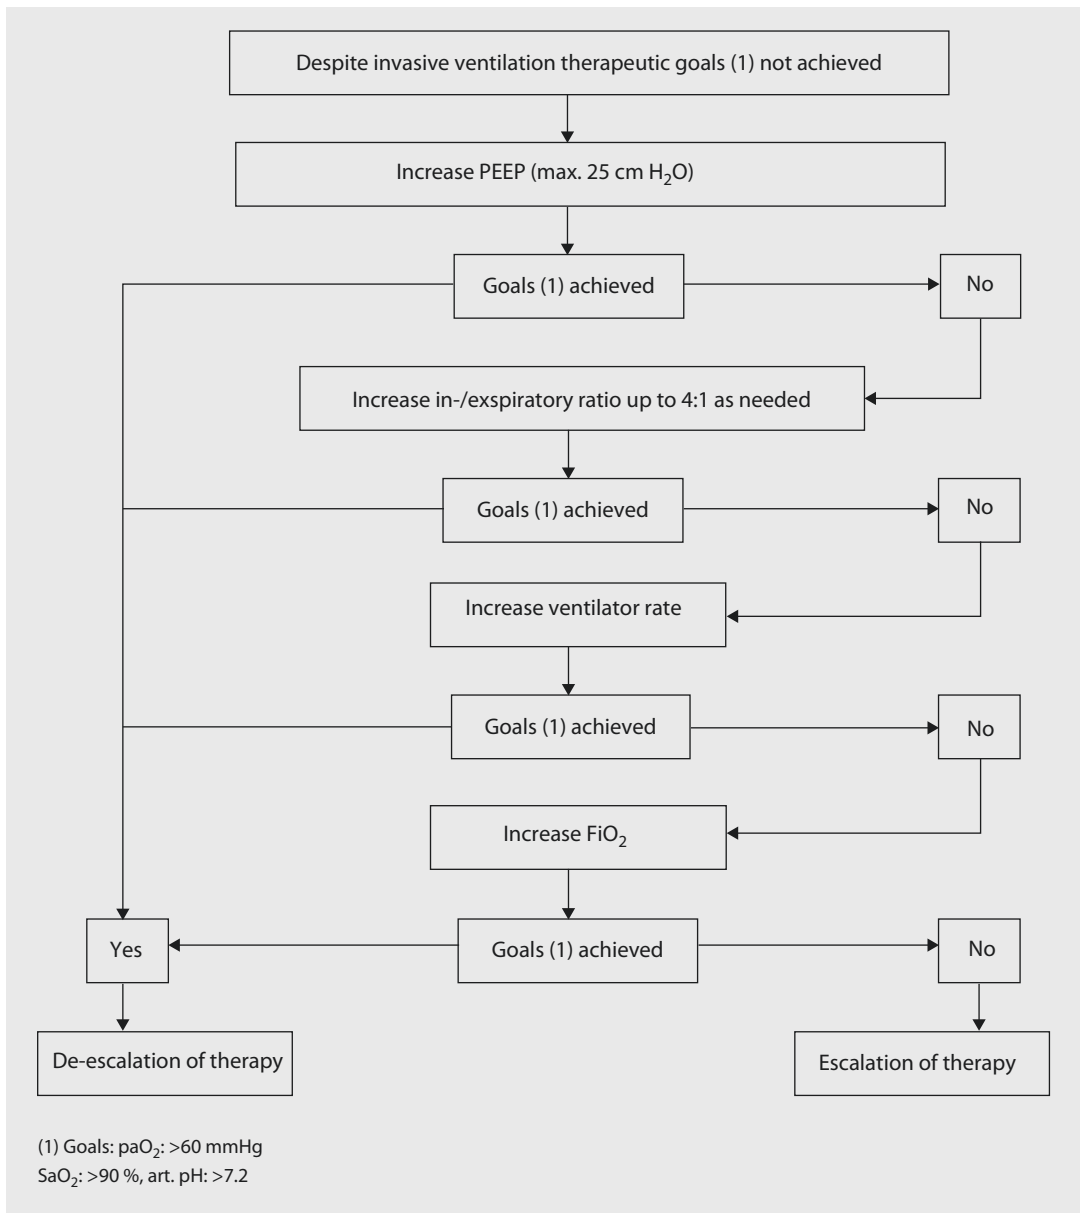 Despite invasive ventilation therapeutic goals (1) not achieved
Increase PEEP (max. 25 cm H₂O)
Goals (1) achieved
No
Increase in-/exspiratory ratio up to 4:1 as needed
Goals (1) achieved
No
Increase ventilator rate
Goals (1) achieved
No
Increase FiO₂
Yes
Goals (1) achieved
No
De-escalation of therapy
Escalation of therapy
(1) Goals: paO₂: >60 mmHg
SaO₂: >90 %, art. pH: >7.2